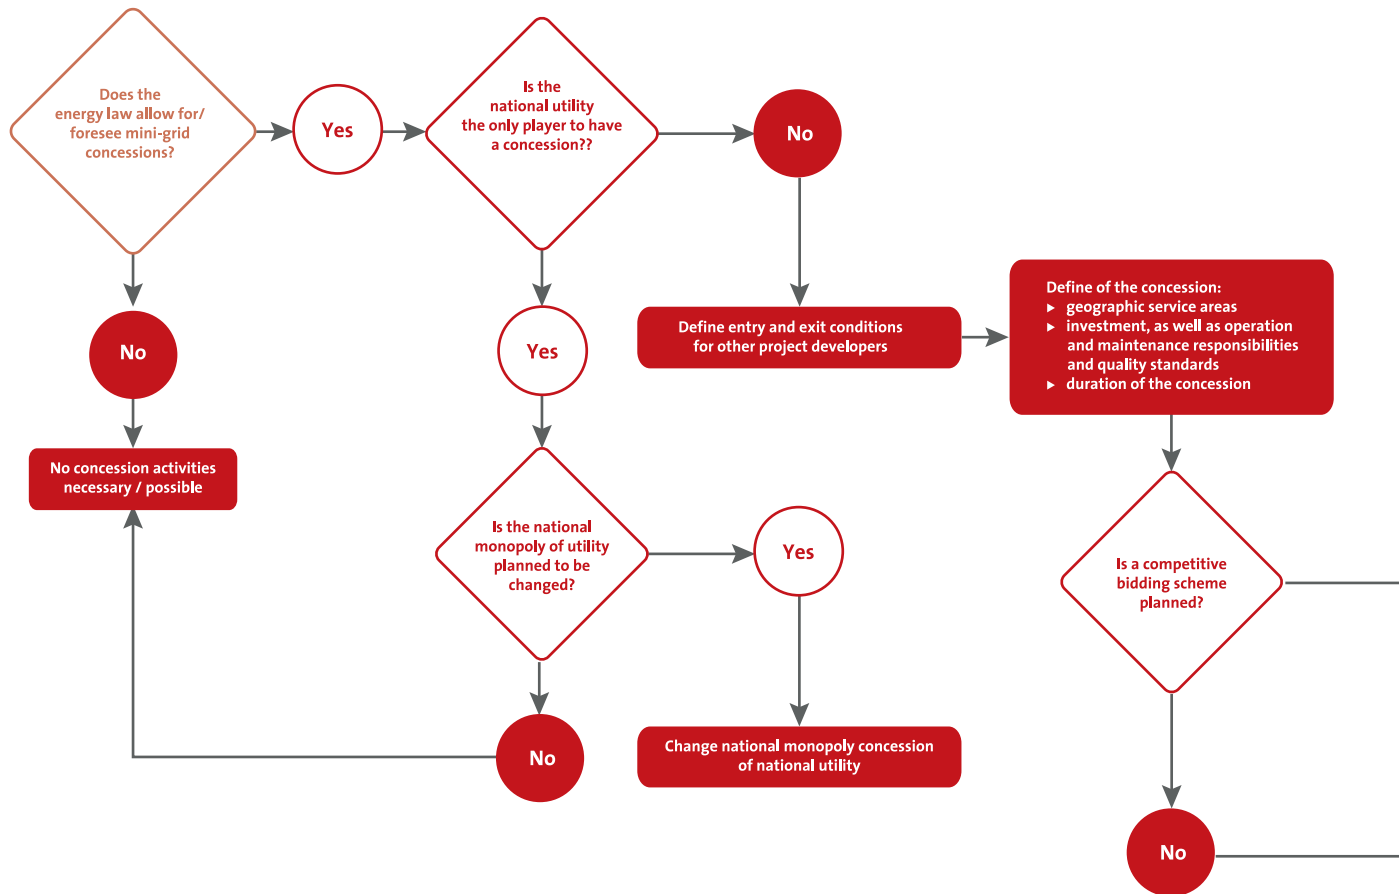 Does the
energy law allow for/
foresee mini-grid
concessions?
Yes
Is the
national utility
the only player to have
a concession??
No
No
Yes
Define entry and exit conditions
for other project developers
Define of the concession:
▶ geographic service areas
▶ investment, as well as operation
and maintenance responsibilities
and quality standards
▶ duration of the concession
No concession activities
necessary / possible
Is the national
monopoly of utility
planned to be
changed?
Yes
Is a competitive
bidding scheme
planned?
No
Change national monopoly concession
of national utility
No